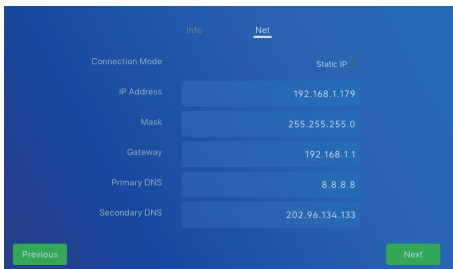 Info Net
Connection Mode Static IP
IP Address 192.168.1.179
Mask 255.255.255.0
Gateway 192.168.1.1
Primary DNS 8.8.8.8
Secondary DNS 202.96.134.133
Previous Next